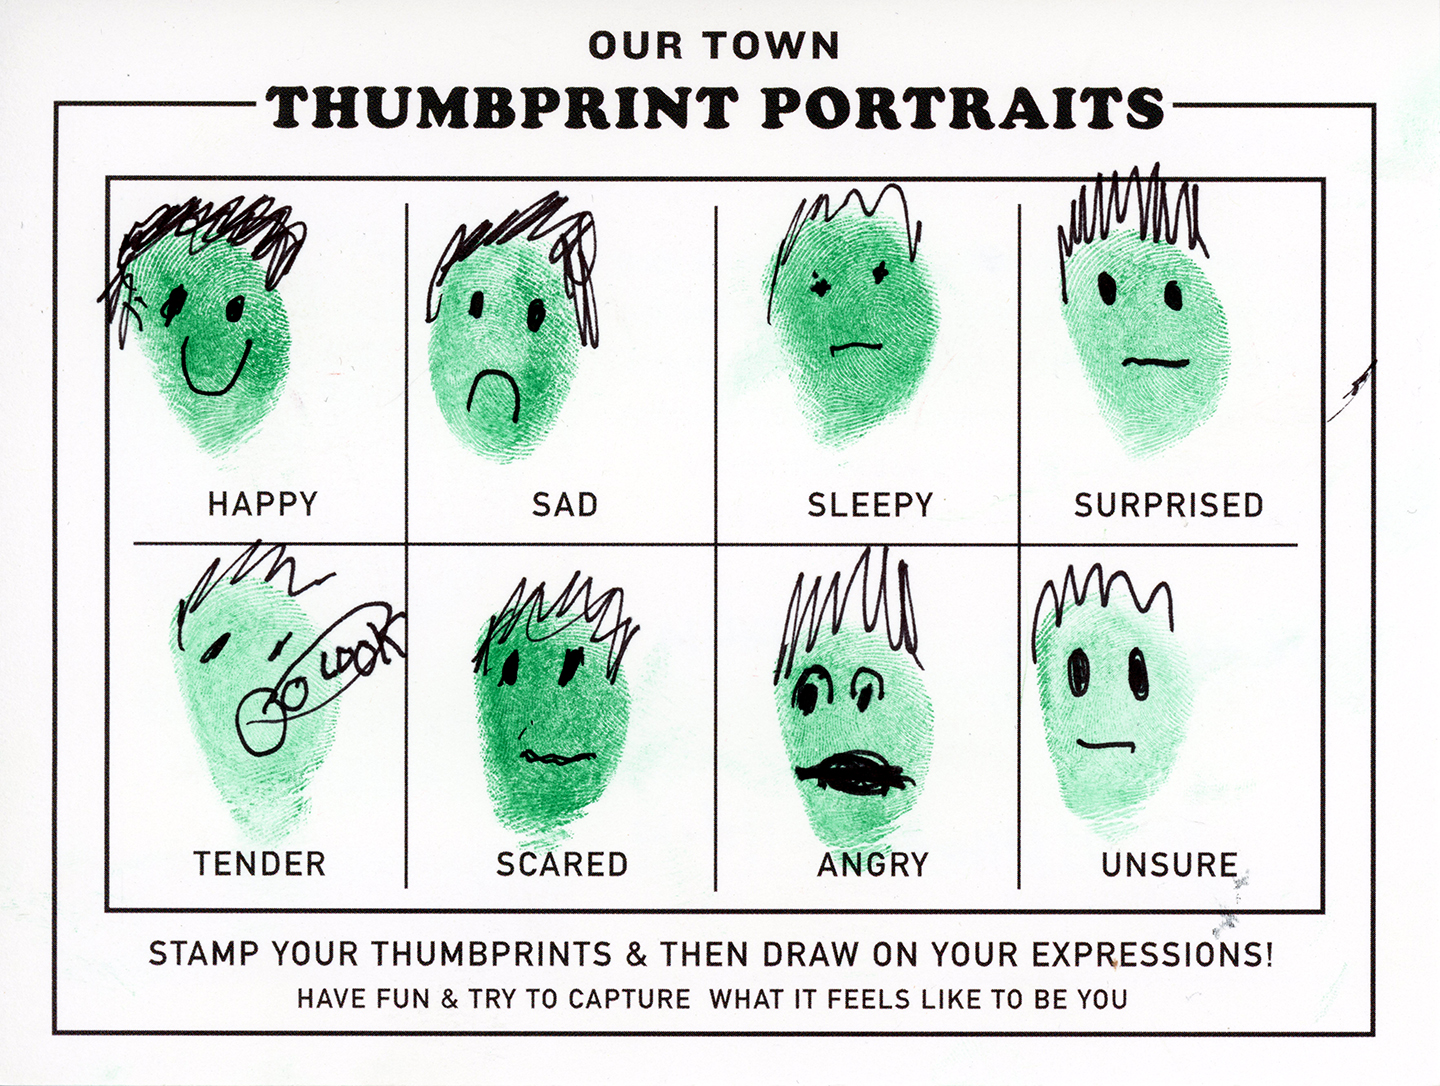 OUR TOWN
THUMBPRINT PORTRAITS
HAPPY
SAD
SLEEPY
SURPRISED
LOOK
TENDER
SCARED
ANGRY
UNSURE
STAMP YOUR THUMBPRINTS & THEN DRAW ON YOUR EXPRESSIONS!
HAVE FUN & TRY TO CAPTURE WHAT IT FEELS LIKE TO BE YOU